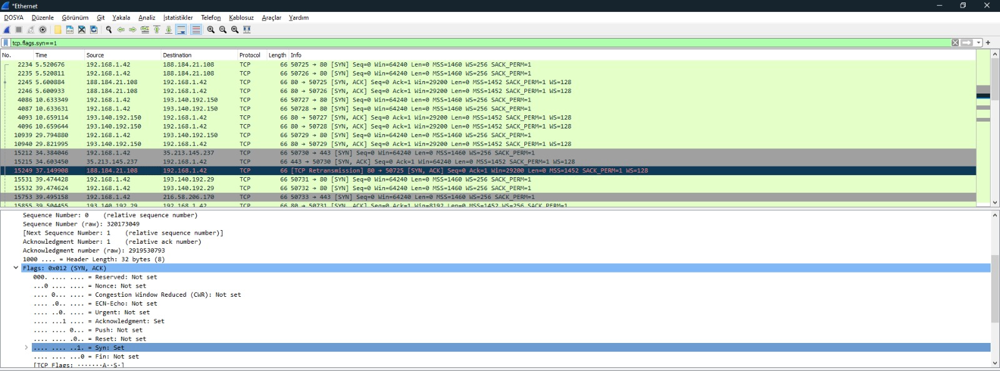 *Ethernet
DOSYA Düzenle Görünüm Git Yakala Analiz İstatistikler Telefon Kablosuz Araçlar Yardım
tcp.flags.syn==1
No. Time Source Destination Protocol Length Info
2234 5.520676 192.168.1.42 188.184.21.108 TCP 66 50725 → 80 [SYN] Seq=0 Win=64240 Len=0 MSS=1460 WS=256 SACK_PERM=1
2235 5.520811 192.168.1.42 188.184.21.108 TCP 66 50726 → 80 [SYN] Seq=0 Win=64240 Len=0 MSS=1460 WS=256 SACK_PERM=1
2245 5.600884 188.184.21.108 192.168.1.42 TCP 66 80 → 50725 [SYN, ACK] Seq=0 Ack=1 Win=29200 Len=0 MSS=1452 SACK_PERM=1 WS=128
2246 5.600933 188.184.21.108 192.168.1.42 TCP 66 80 → 50726 [SYN, ACK] Seq=0 Ack=1 Win=29200 Len=0 MSS=1452 SACK_PERM=1 WS=128
4086 10.633349 192.168.1.42 193.140.192.150 TCP 66 50727 → 80 [SYN] Seq=0 Win=64240 Len=0 MSS=1460 WS=256 SACK_PERM=1
4087 10.633631 192.168.1.42 193.140.192.150 TCP 66 50728 → 80 [SYN] Seq=0 Win=64240 Len=0 MSS=1460 WS=256 SACK_PERM=1
4093 10.659114 193.140.192.150 192.168.1.42 TCP 66 80 → 50727 [SYN, ACK] Seq=0 Ack=1 Win=29200 Len=0 MSS=1452 SACK_PERM=1 WS=128
4096 10.659644 193.140.192.150 192.168.1.42 TCP 66 80 → 50728 [SYN, ACK] Seq=0 Ack=1 Win=29200 Len=0 MSS=1452 SACK_PERM=1 WS=128
10939 29.794880 192.168.1.42 193.140.192.150 TCP 66 50729 → 80 [SYN] Seq=0 Win=64240 Len=0 MSS=1460 WS=256 SACK_PERM=1
10940 29.821995 193.140.192.150 192.168.1.42 TCP 66 80 → 50729 [SYN, ACK] Seq=0 Ack=1 Win=29200 Len=0 MSS=1452 SACK_PERM=1 WS=128
15212 34.384046 192.168.1.42 35.213.145.237 TCP 66 50730 → 443 [SYN] Seq=0 Win=64240 Len=0 MSS=1460 WS=256 SACK_PERM=1
15215 34.603450 35.213.145.237 192.168.1.42 TCP 66 443 → 50730 [SYN, ACK] Seq=0 Ack=1 Win=64240 Len=0 MSS=1452 SACK_PERM=1 WS=128
15249 37.149908 188.184.21.108 192.168.1.42 TCP 66 [TCP Retransmission] 80 → 50725 [SYN, ACK] Seq=0 Ack=1 Win=29200 Len=0 MSS=1452 SACK_PERM=1 WS=128
15531 39.474428 192.168.1.42 193.140.192.29 TCP 66 50731 → 80 [SYN] Seq=0 Win=64240 Len=0 MSS=1460 WS=256 SACK_PERM=1
15532 39.474624 192.168.1.42 193.140.192.29 TCP 66 50732 → 80 [SYN] Seq=0 Win=64240 Len=0 MSS=1460 WS=256 SACK_PERM=1
15753 39.495158 192.168.1.42 216.58.206.170 TCP 66 50733 → 443 [SYN] Seq=0 Win=64240 Len=0 MSS=1460 WS=256 SACK_PERM=1
15855 39.504455 193.140.192.29 192.168.1.42 TCP 66 80 → 50731 [SYN, ACK] Seq=0 Ack=1 Win=8192 Len=0 MSS=1452 WS=256 SACK_PERM=1
Sequence Number: 0 (relative sequence number)
Sequence Number (raw): 320173049
[Next Sequence Number: 1 (relative sequence number)]
Acknowledgment Number: 1 (relative ack number)
Acknowledgment number (raw): 2919530793
1000 .... = Header Length: 32 bytes (8)
Flags: 0x012 (SYN, ACK)
000. .... .... = Reserved: Not set
...0 .... .... = Nonce: Not set
.... 0... .... = Congestion Window Reduced (CWR): Not set
.... .0.. .... = ECN-Echo: Not set
.... ..0. .... = Urgent: Not set
.... ...1 .... = Acknowledgment: Set
.... .... 0... = Push: Not set
.... .... .0.. = Reset: Not set
.... .... ..1. = Syn: Set
.... .... ...0 = Fin: Not set
[TCP Flags: ·······A··S·]